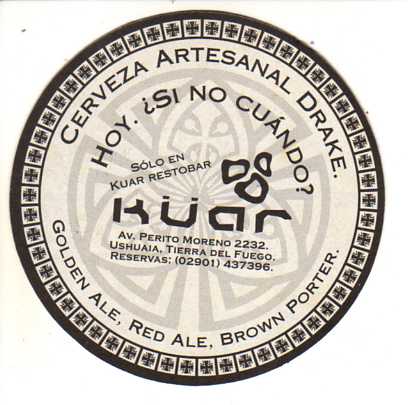 CERVEZA ARTESANAL DRAKE.
HOY. ¿SI NO CUÁNDO?
SÓLO EN
KUAR RESTOBAR
KÜAR
AV. PERITO MORENO 2232.
USHUAIA, TIERRA DEL FUEGO.
RESERVAS: (02901) 437396.
GOLDEN ALE, RED ALE, BROWN PORTER.